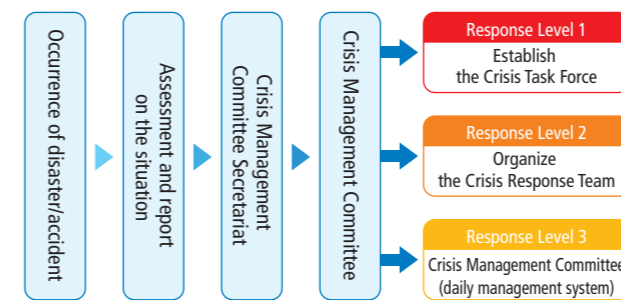 Occurrence of disaster/accident
Assessment and report
on the situation
Crisis Management
Committee Secretariat
Crisis Management Committee
Response Level 1
Establish
the Crisis Task Force
Response Level 2
Organize
the Crisis Response Team
Response Level 3
Crisis Management Committee
(daily management system)